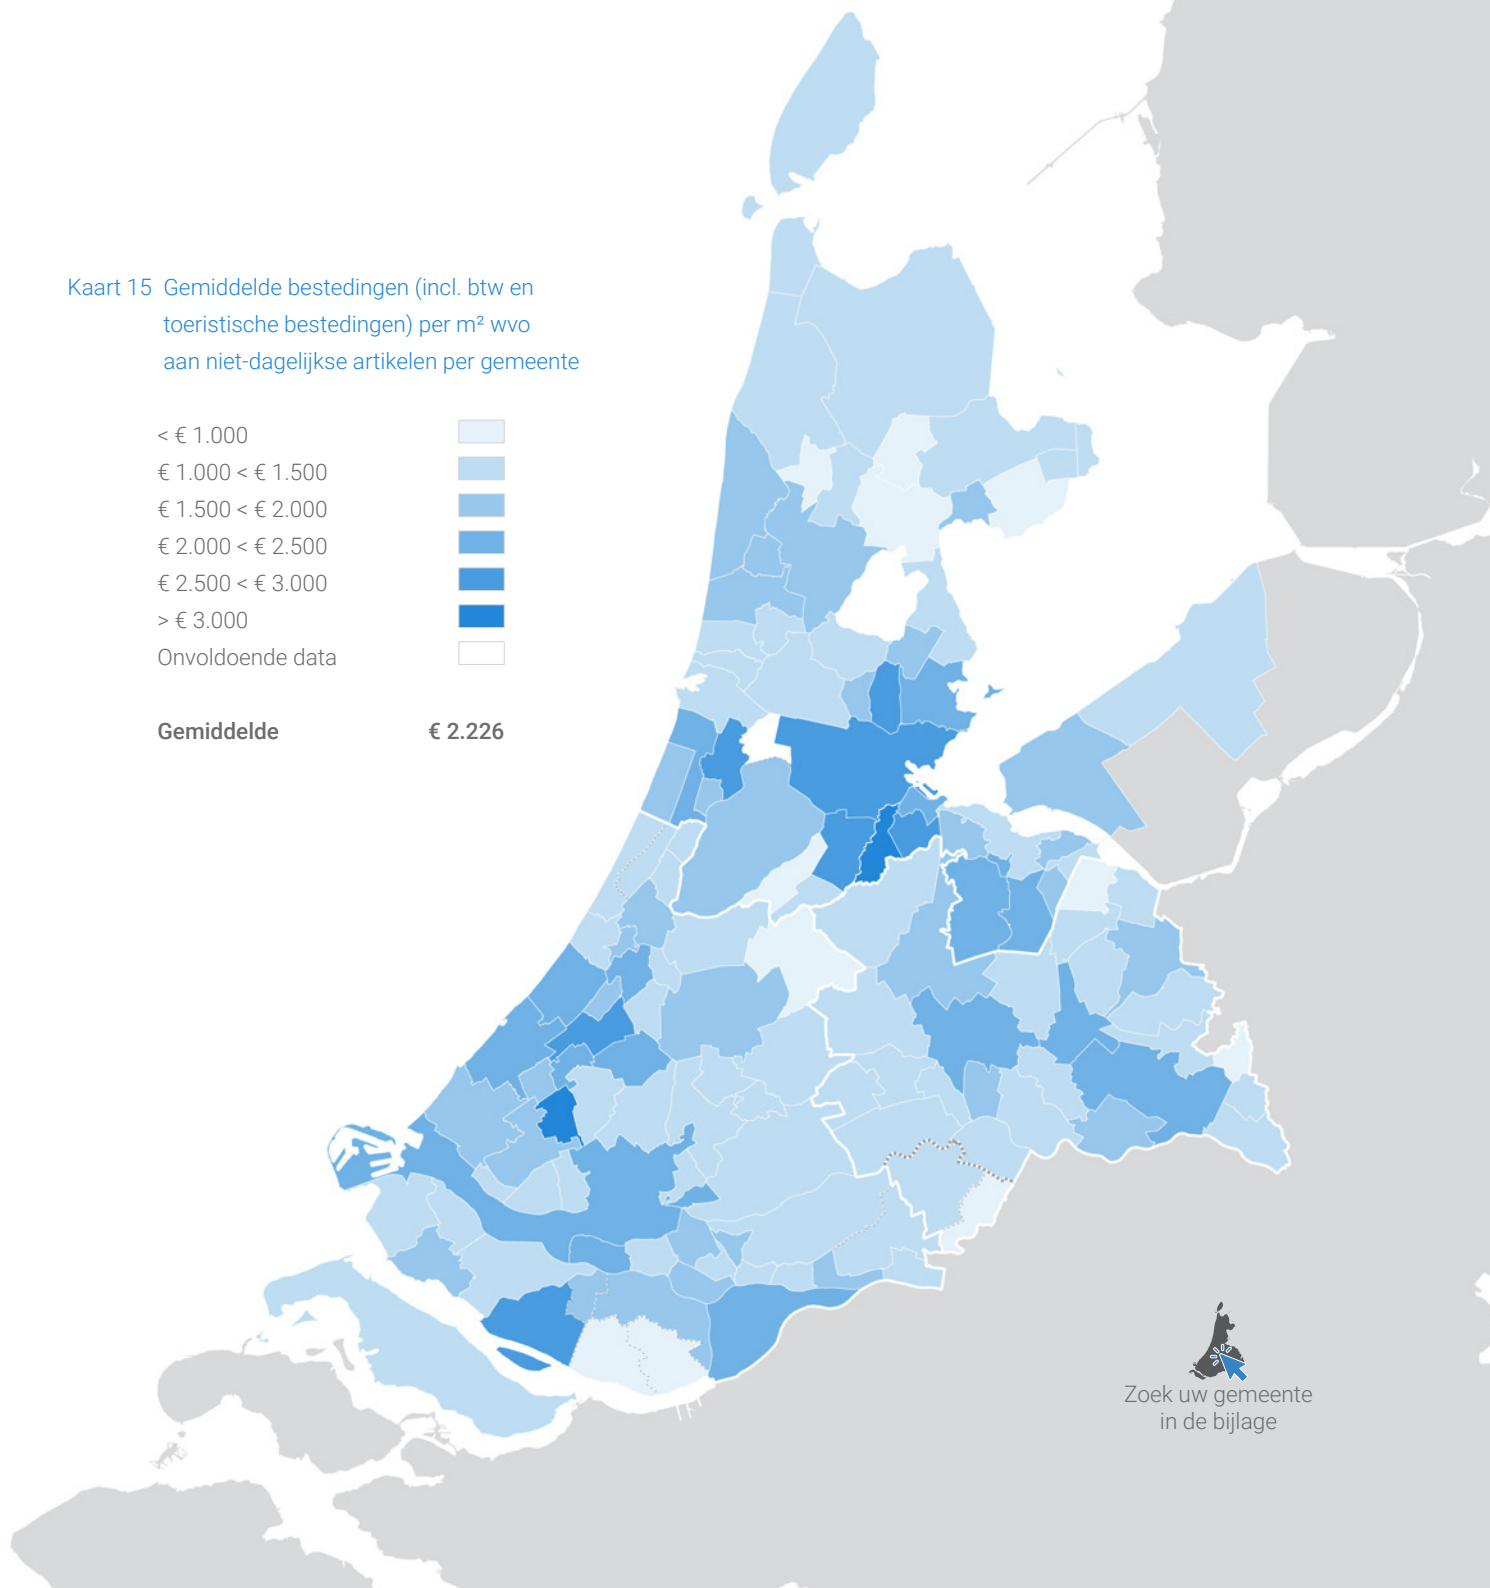 Kaart 15 Gemiddelde bestedingen (incl. btw en
toeristische bestedingen) per m² wvo
aan niet-dagelijkse artikelen per gemeente
< € 1.000
€ 1.000 < € 1.500
€ 1.500 < € 2.000
€ 2.000 < € 2.500
€ 2.500 < € 3.000
> € 3.000
Onvoldoende data
Gemiddelde € 2.226
Zoek uw gemeente
in de bijlage